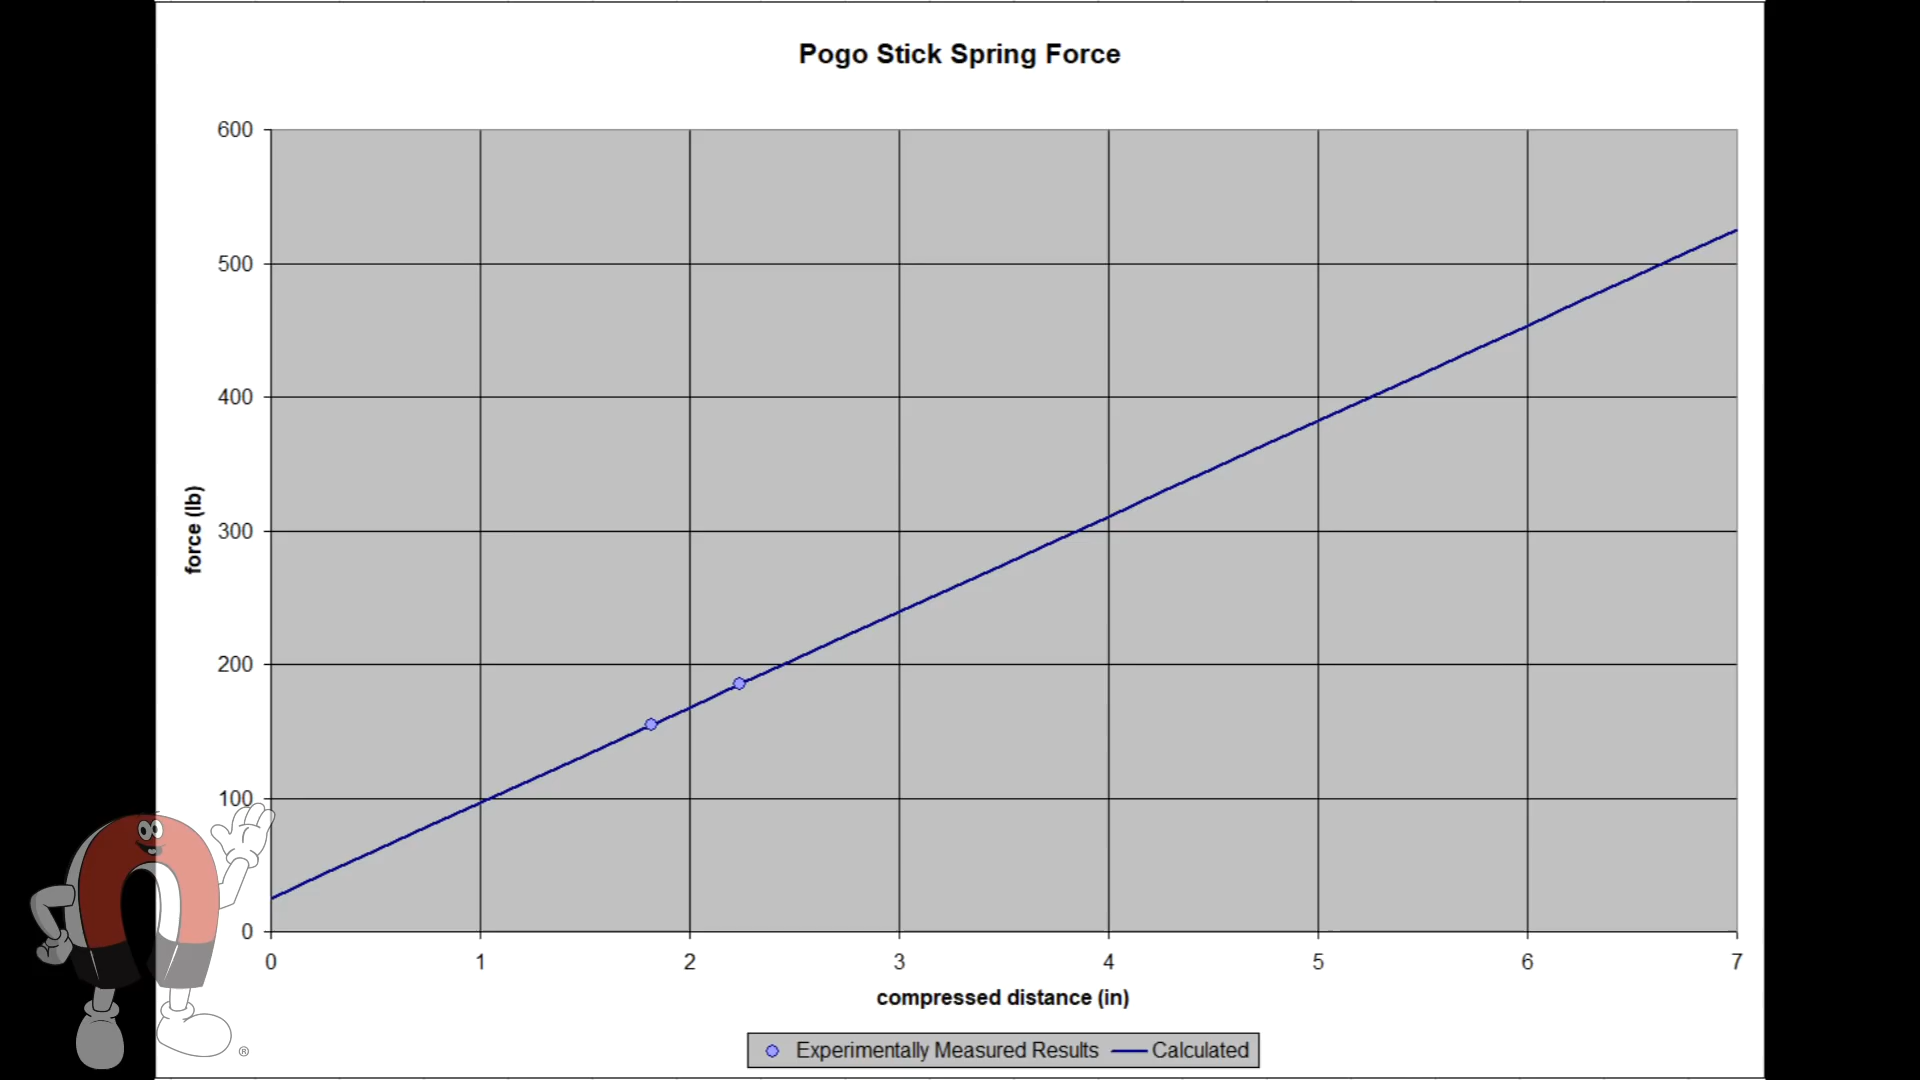 Pogo Stick Spring Force
600
500
400
300
200
100
0
force (lb)
0 1 2 3 4 5 6 7
compressed distance (in)
Experimentally Measured Results Calculated
®